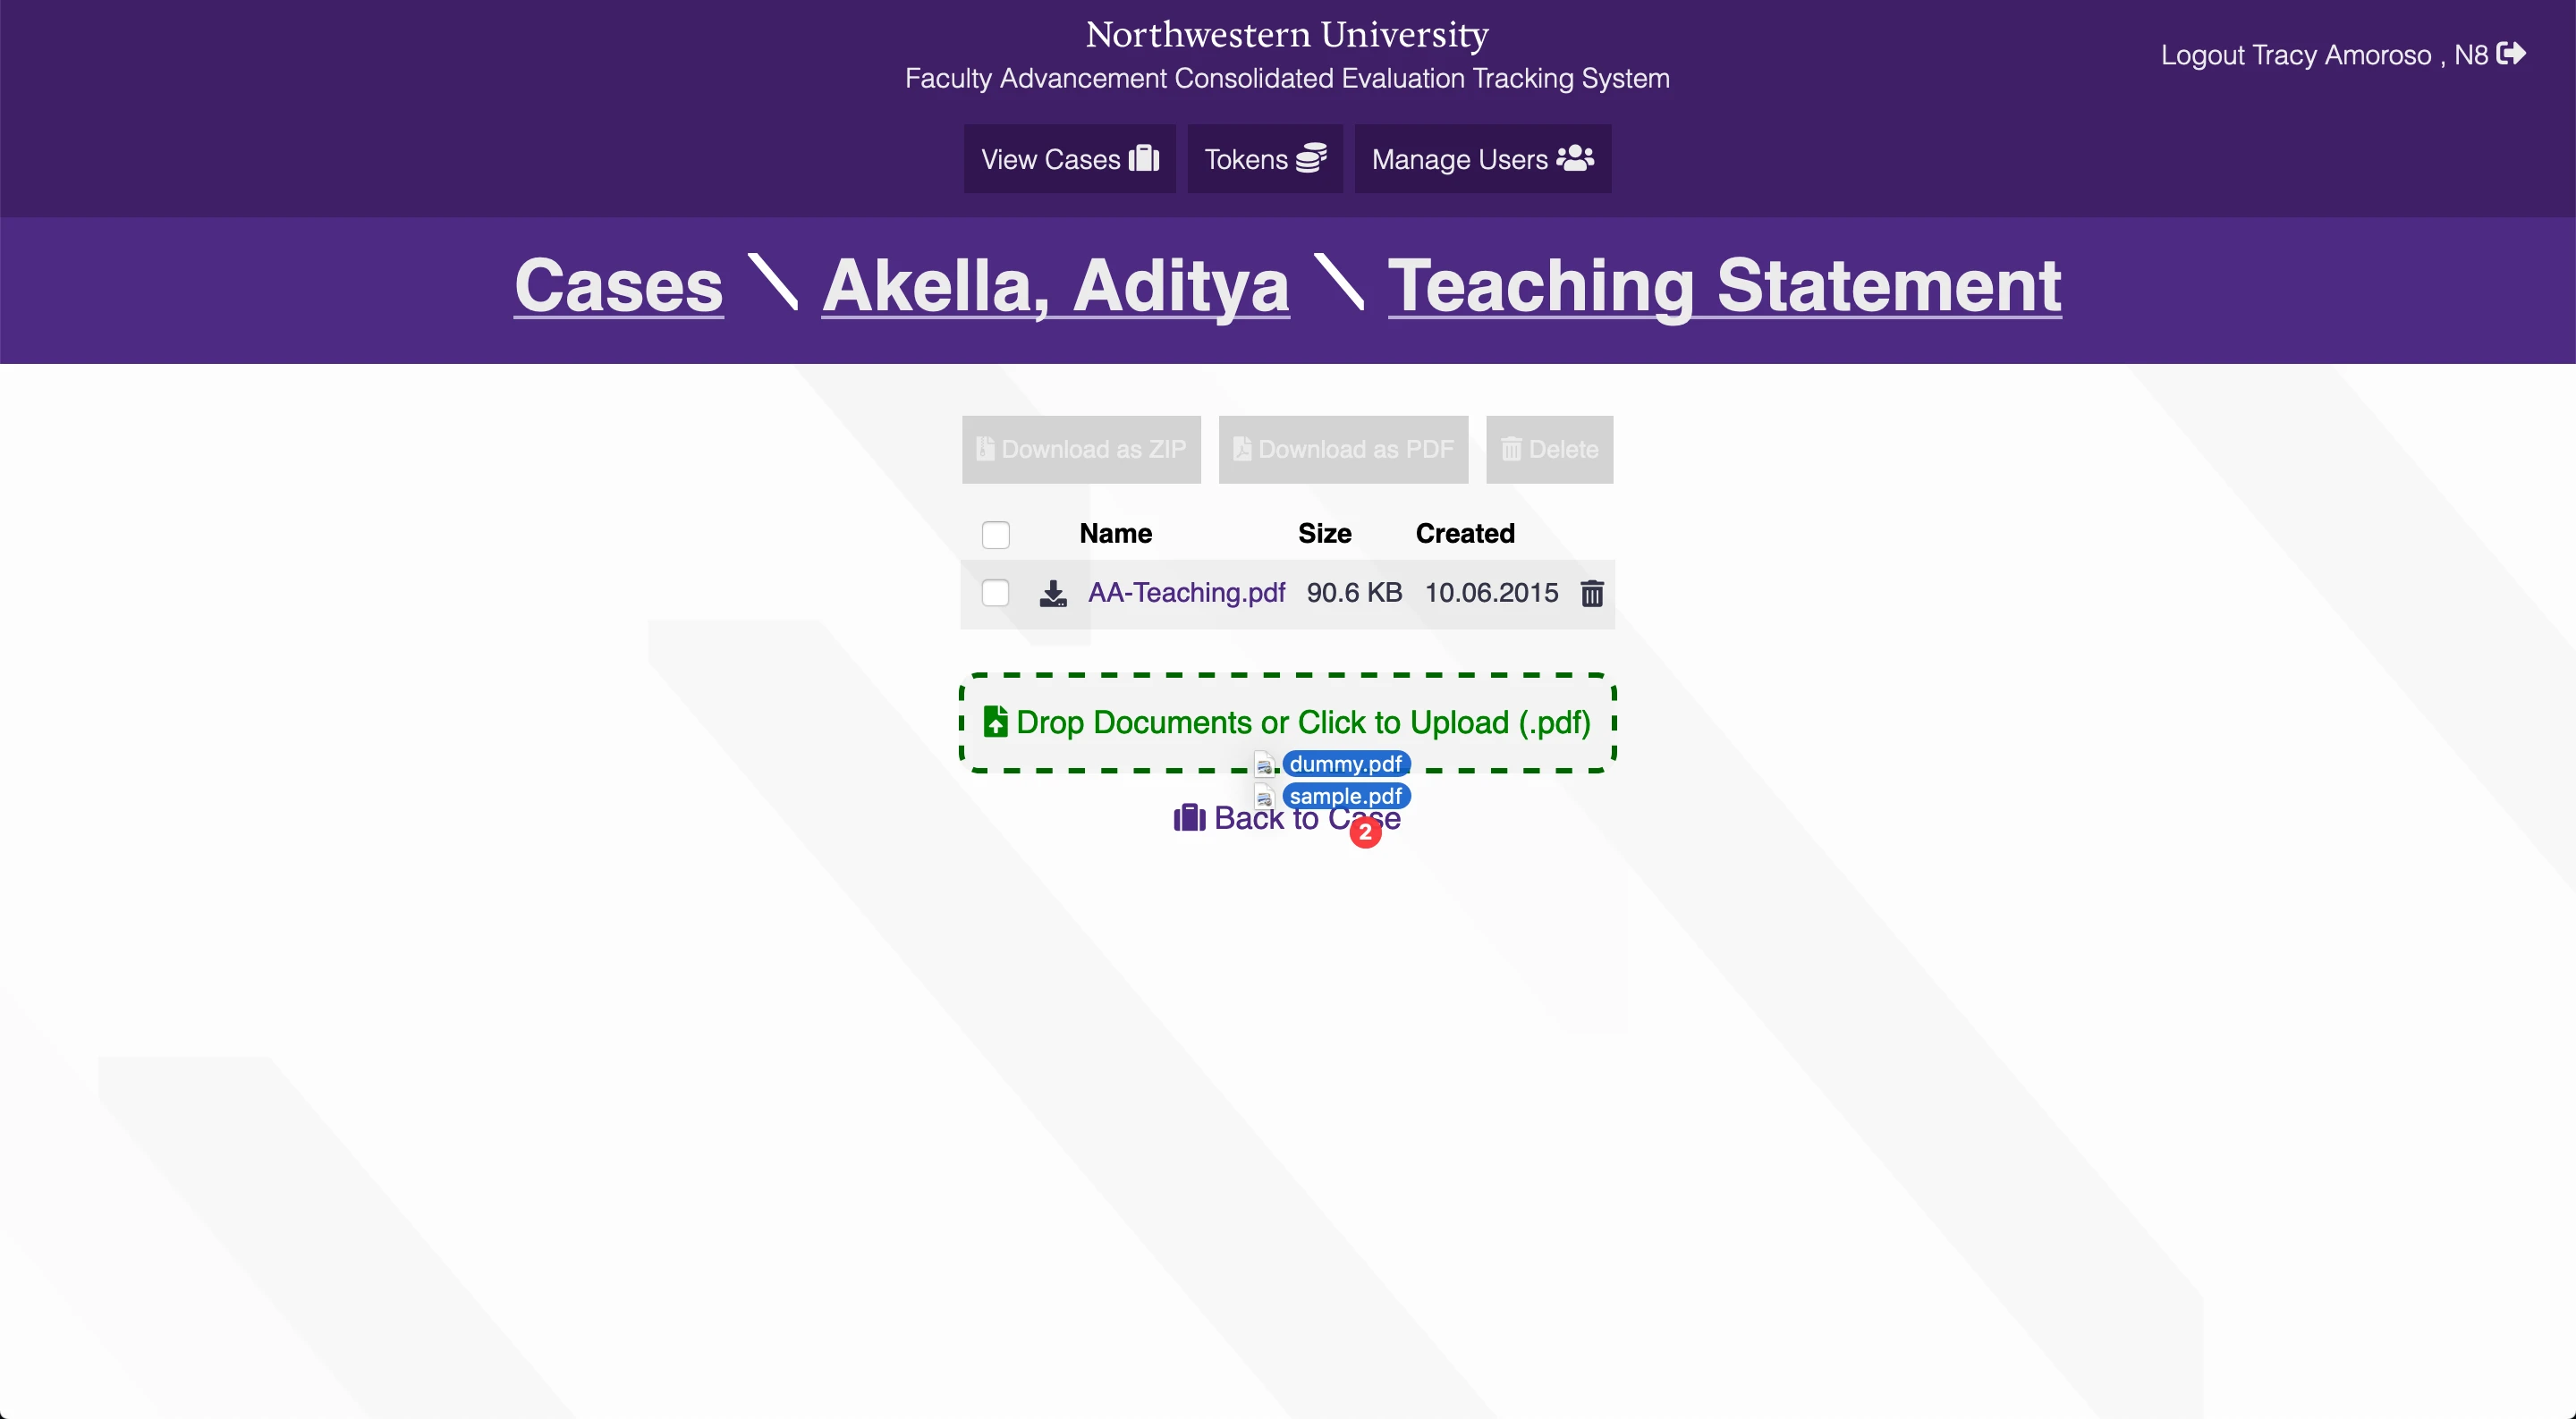 Northwestern University
Faculty Advancement Consolidated Evaluation Tracking System
Logout Tracy Amoroso , N8
View Cases Tokens Manage Users
Cases \ Akella, Aditya \ Teaching Statement
Download as ZIP Download as PDF Delete
Name Size Created
AA-Teaching.pdf 90.6 KB 10.06.2015
Drop Documents or Click to Upload (.pdf)
dummy.pdf
sample.pdf
Back to Case
2